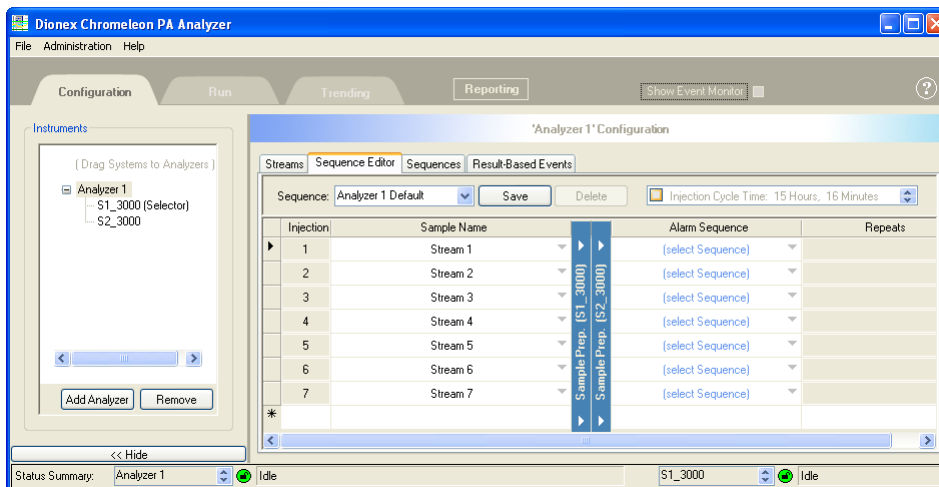 Dionex Chromeleon PA Analyzer
File Administration Help
Configuration Run Trending Reporting Show Event Monitor ?
Instruments
'Analyzer 1' Configuration
(Drag Systems to Analyzers)
Streams Sequence Editor Sequences Result-Based Events
Analyzer 1
S1_3000 (Selector)
S2_3000
Sequence: Analyzer 1 Default Save Delete Injection Cycle Time: 15 Hours, 16 Minutes
Injection Sample Name Alarm Sequence Repeats
1 Stream 1 (select Sequence)
2 Stream 2 (select Sequence)
3 Stream 3 (select Sequence)
4 Stream 4 (select Sequence)
5 Stream 5 (select Sequence)
6 Stream 6 (select Sequence)
7 Stream 7 (select Sequence)
*
Sample Prep. (S1_3000)
Sample Prep. (S2_3000)
Add Analyzer Remove
<< Hide
Status Summary: Analyzer 1 Idle S1_3000 Idle